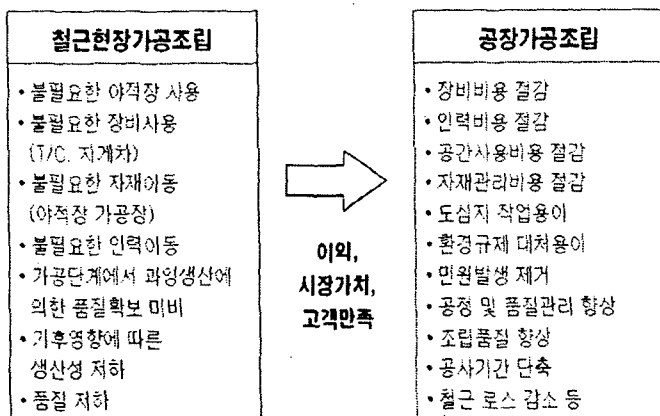 철근현장가공조립
• 불필요한 야적장 사용
• 불필요한 장비사용
(T/C, 지게차)
• 불필요한 자재이동
(야적장 가공장)
• 불필요한 인력이동
• 가공단계에서 과잉생산에
의한 품질확보 미비
• 기후영향에 따른
생산성 저하
• 품질 저하
이익,
시장가치,
고객만족
공장가공조립
• 장비비용 절감
• 인력비용 절감
• 공간사용비용 절감
• 자재관리비용 절감
• 도심지 작업용이
• 환경규제 대처용이
• 민원발생 제거
• 공정 및 품질관리 향상
• 조립품질 향상
• 공사기간 단축
• 철근 로스 감소 등